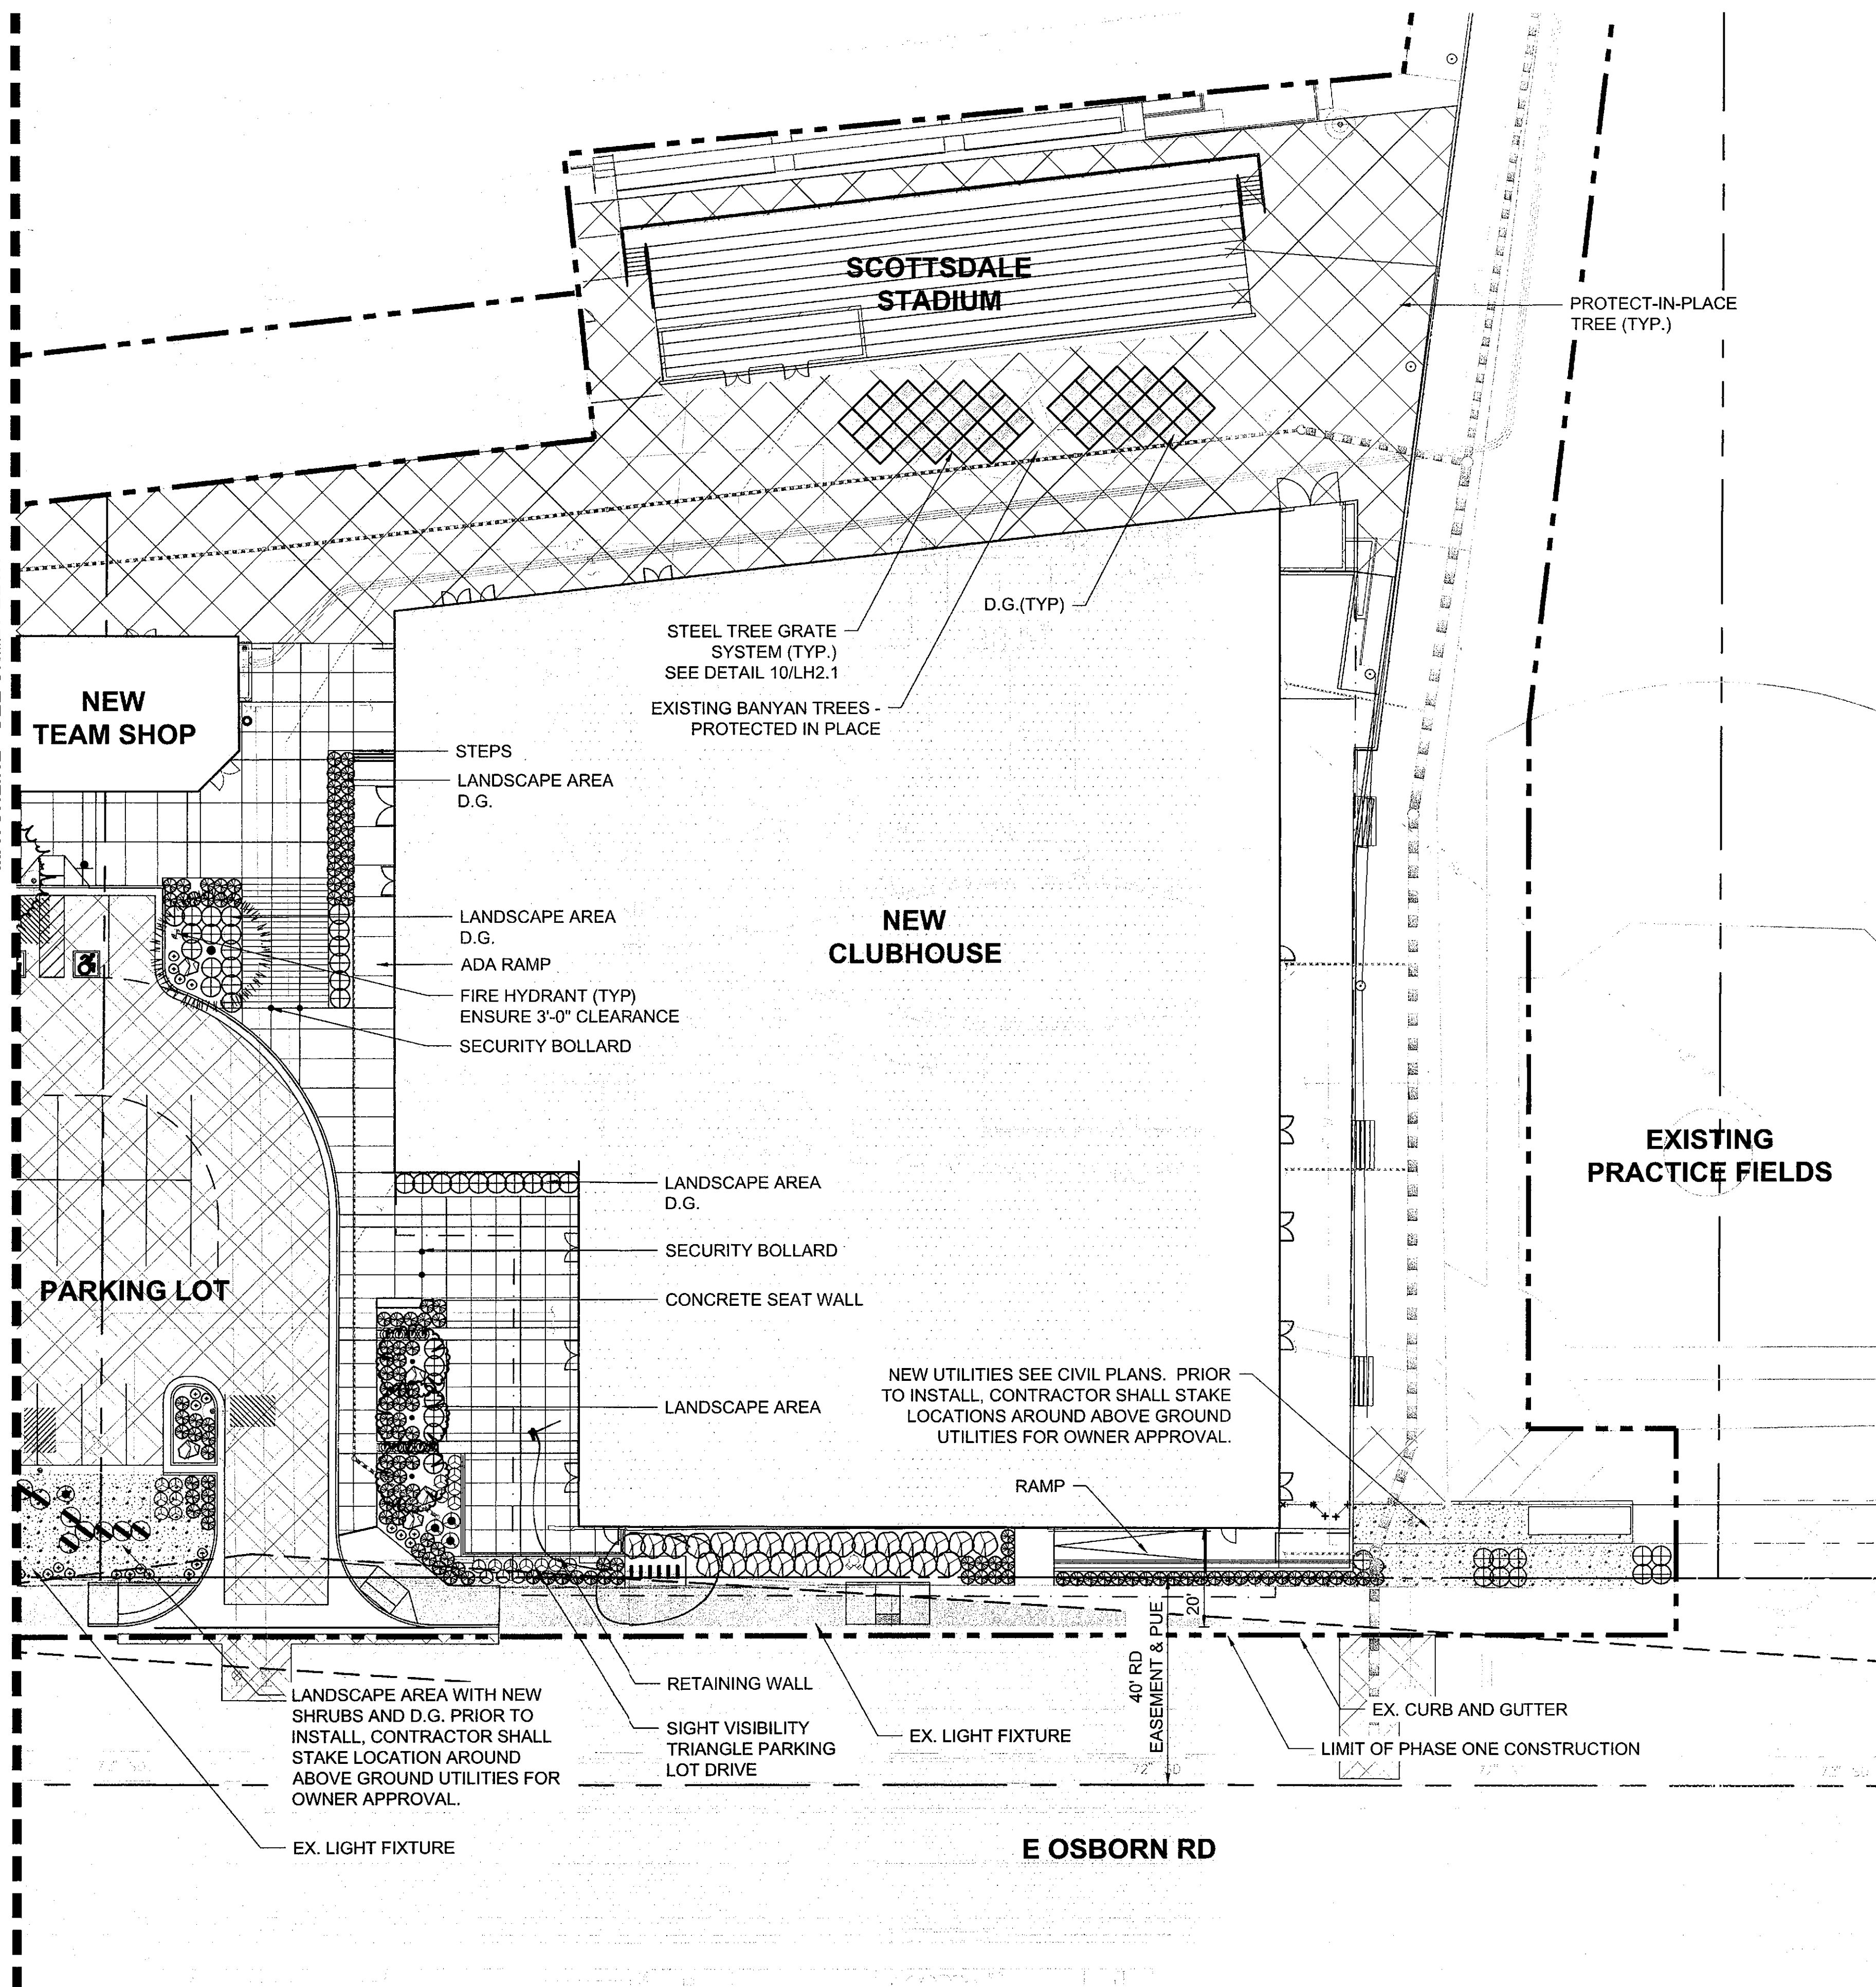 SCOTTSDALE
STADIUM
PROTECT-IN-PLACE
TREE (TYP.)
D.G.(TYP)
STEEL TREE GRATE
SYSTEM (TYP.)
SEE DETAIL 10/LH2.1
EXISTING BANYAN TREES -
PROTECTED IN PLACE
NEW
TEAM SHOP
STEPS
LANDSCAPE AREA
D.G.
LANDSCAPE AREA
D.G.
ADA RAMP
FIRE HYDRANT (TYP)
ENSURE 3'-0" CLEARANCE
SECURITY BOLLARD
NEW
CLUBHOUSE
EXISTING
PRACTICE FIELDS
LANDSCAPE AREA
D.G.
SECURITY BOLLARD
CONCRETE SEAT WALL
PARKING LOT
LANDSCAPE AREA
NEW UTILITIES SEE CIVIL PLANS. PRIOR
TO INSTALL, CONTRACTOR SHALL STAKE
LOCATIONS AROUND ABOVE GROUND
UTILITIES FOR OWNER APPROVAL.
RAMP
20'
40' RD
EASEMENT & PUE
RETAINING WALL
SIGHT VISIBILITY
TRIANGLE PARKING
LOT DRIVE
EX. LIGHT FIXTURE
EX. CURB AND GUTTER
LIMIT OF PHASE ONE CONSTRUCTION
LANDSCAPE AREA WITH NEW
SHRUBS AND D.G. PRIOR TO
INSTALL, CONTRACTOR SHALL
STAKE LOCATION AROUND
ABOVE GROUND UTILITIES FOR
OWNER APPROVAL.
EX. LIGHT FIXTURE
E OSBORN RD